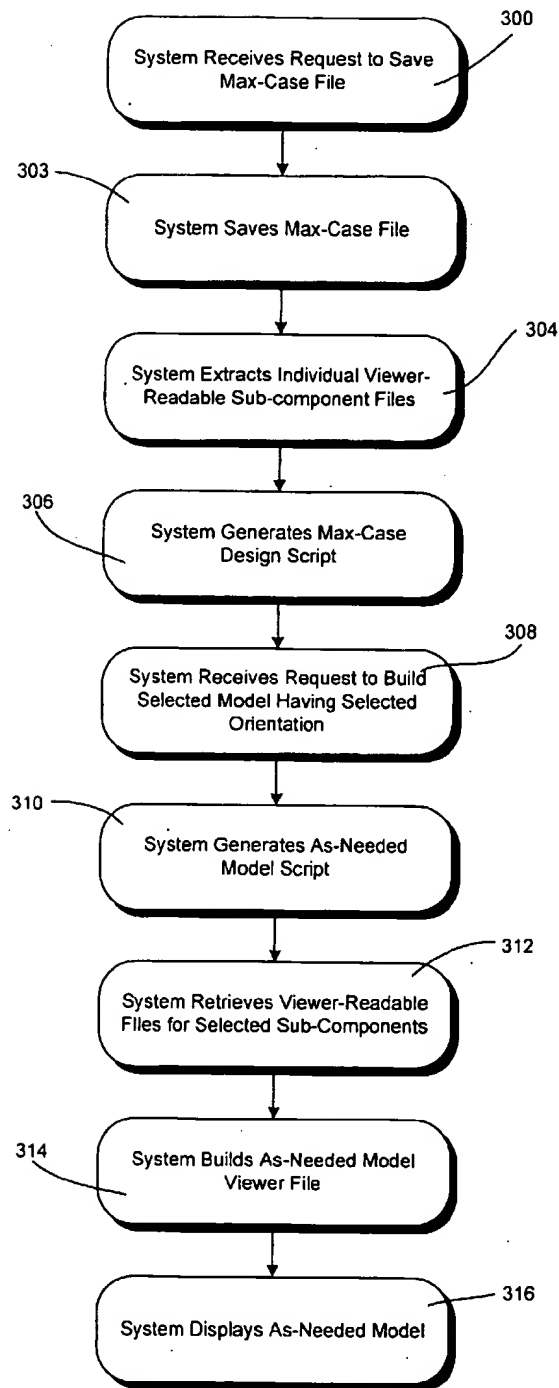 300
System Receives Request to Save
Max-Case File
303
System Saves Max-Case File
304
System Extracts Individual Viewer-
Readable Sub-component Files
306
System Generates Max-Case
Design Script
308
System Receives Request to Build
Selected Model Having Selected
Orientation
310
System Generates As-Needed
Model Script
312
System Retrieves Viewer-Readable
Files for Selected Sub-Components
314
System Builds As-Needed Model
Viewer File
316
System Displays As-Needed Model